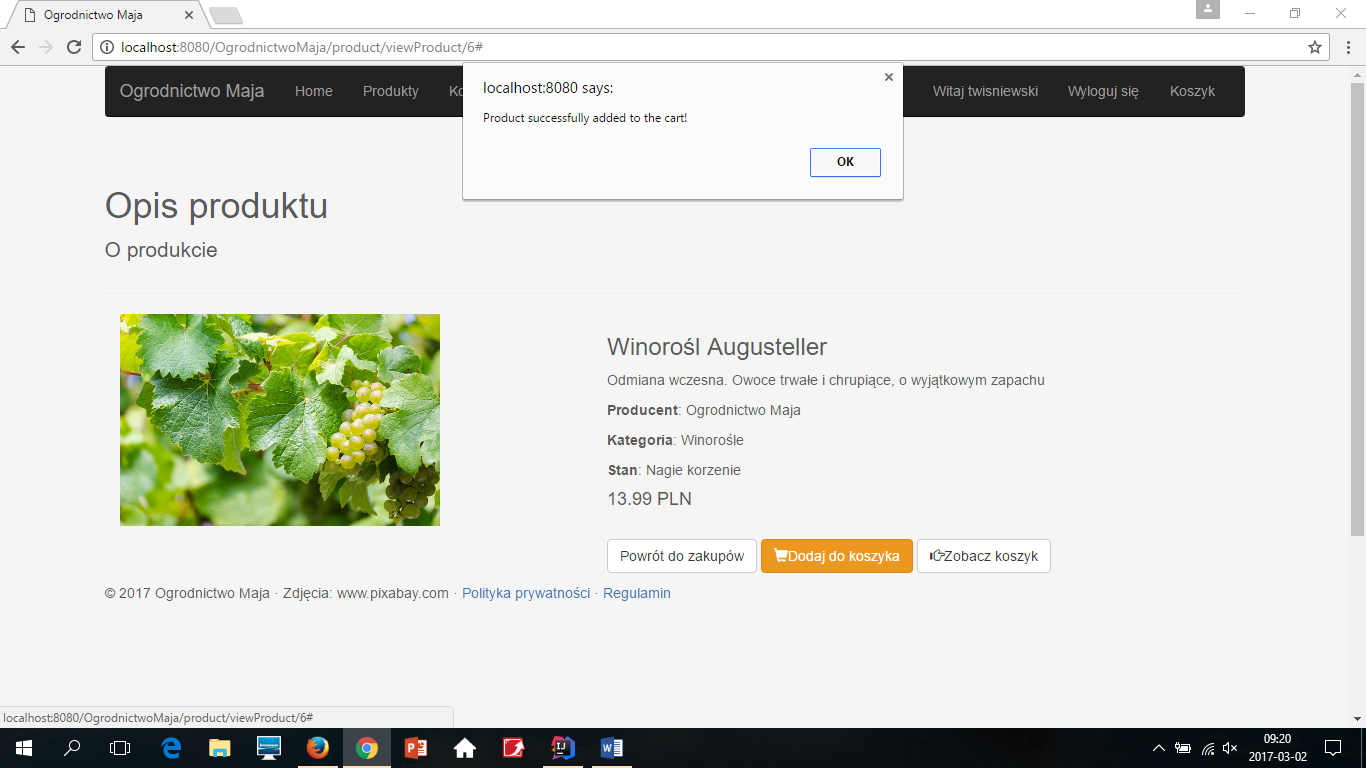 Ogrodnictwo Maja
localhost:8080/OgrodnictwoMaja/product/viewProduct/6#
Ogrodnictwo Maja Home Produkty Witaj twisniewski Wyloguj się Koszyk
localhost:8080 says:
Product successfully added to the cart!
OK
Opis produktu
O produkcie
Winorośl Augusteller
Odmiana wczesna. Owoce trwałe i chrupiące, o wyjątkowym zapachu
Producent: Ogrodnictwo Maja
Kategoria: Winorośle
Stan: Nagie korzenie
13.99 PLN
Powrót do zakupów Dodaj do koszyka Zobacz koszyk
© 2017 Ogrodnictwo Maja · Zdjęcia: www.pixabay.com · Polityka prywatności · Regulamin
localhost:8080/OgrodnictwoMaja/product/viewProduct/6#
09:20
2017-03-02